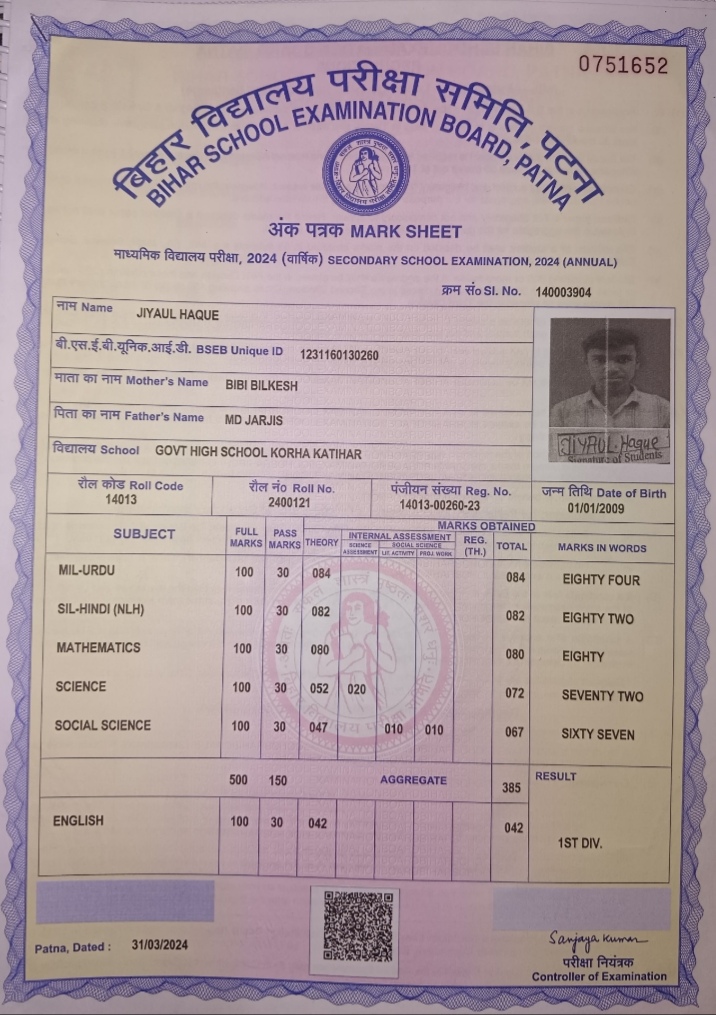 0751652
बिहार विद्यालय परीक्षा समिति, पटना
BIHAR SCHOOL EXAMINATION BOARD, PATNA
अंक पत्रक MARK SHEET
माध्यमिक विद्यालय परीक्षा, 2024 (वार्षिक) SECONDARY SCHOOL EXAMINATION, 2024 (ANNUAL)
क्रम सं० Sl. No. 140003904
नाम Name JIYAUL HAQUE
बी.एस.ई.बी.यूनिक.आई.डी. BSEB Unique ID 1231160130260
माता का नाम Mother's Name BIBI BILKESH
पिता का नाम Father's Name MD JARJIS
विद्यालय School GOVT HIGH SCHOOL KORHA KATIHAR
JIYAUL. Haque
Signature of Students
रौल कोड Roll Code रौल नं० Roll No. पंजीयन संख्या Reg. No. जन्म तिथि Date of Birth
14013 2400121 14013-00260-23 01/01/2009
SUBJECT FULL MARKS PASS MARKS MARKS OBTAINED
THEORY INTERNAL ASSESSMENT REG. (TH.) TOTAL MARKS IN WORDS
SCIENCE ASSESSMENT SOCIAL SCIENCE
LIT. ACTIVITY PROJ. WORK
MIL-URDU 100 30 084 084 EIGHTY FOUR
SIL-HINDI (NLH) 100 30 082 082 EIGHTY TWO
MATHEMATICS 100 30 080 080 EIGHTY
SCIENCE 100 30 052 020 072 SEVENTY TWO
SOCIAL SCIENCE 100 30 047 010 010 067 SIXTY SEVEN
500 150 AGGREGATE 385 RESULT
ENGLISH 100 30 042 042
1ST DIV.
Patna, Dated : 31/03/2024
Sanjaya Kumar
परीक्षा नियंत्रक
Controller of Examination